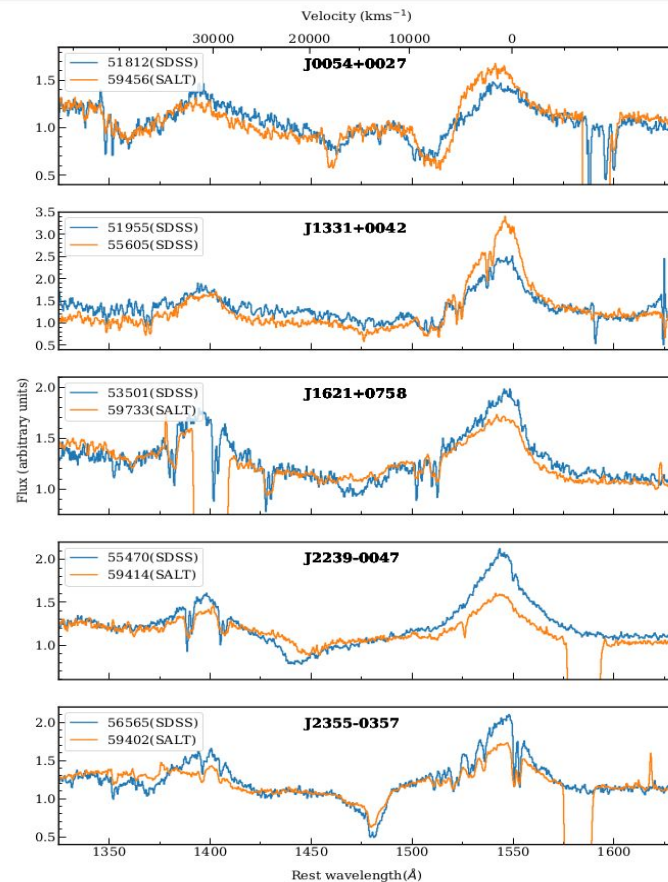 Velocity (kms⁻¹)
30000 20000 10000 0
51812(SDSS)
59456(SALT)
J0054+0027
1.5
1.0
0.5
51955(SDSS)
55605(SDSS)
J1331+0042
3.5
3.0
2.5
2.0
1.5
1.0
0.5
53501(SDSS)
59733(SALT)
J1621+0758
2.0
1.5
1.0
Flux (arbitrary units)
55470(SDSS)
59414(SALT)
J2239-0047
2.0
1.5
1.0
56565(SDSS)
59402(SALT)
J2355-0357
2.0
1.5
1.0
0.5
1350 1400 1450 1500 1550 1600
Rest wavelength(Å)